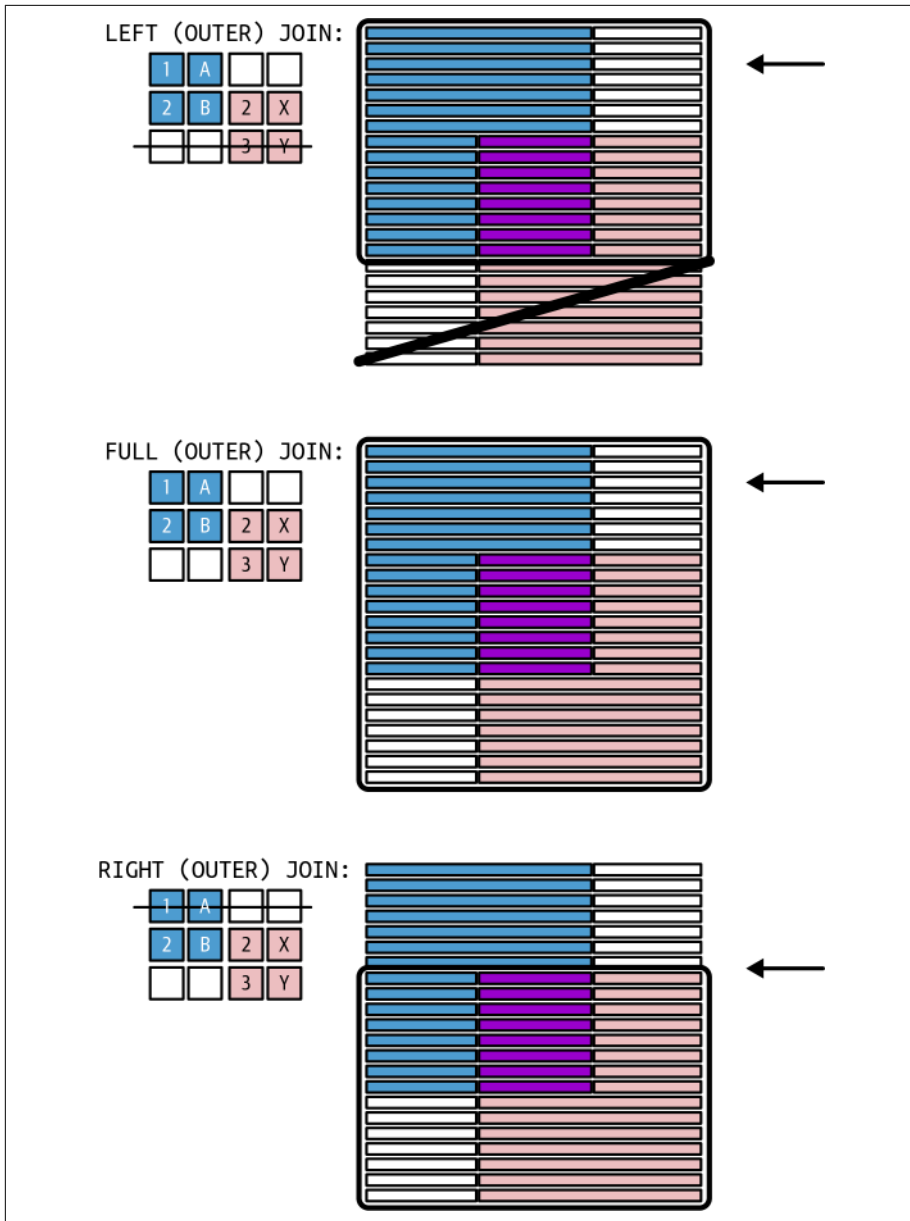 LEFT (OUTER) JOIN:
1 A
2 B 2 X
3 Y
FULL (OUTER) JOIN:
1 A
2 B 2 X
3 Y
RIGHT (OUTER) JOIN:
1 A
2 B 2 X
3 Y